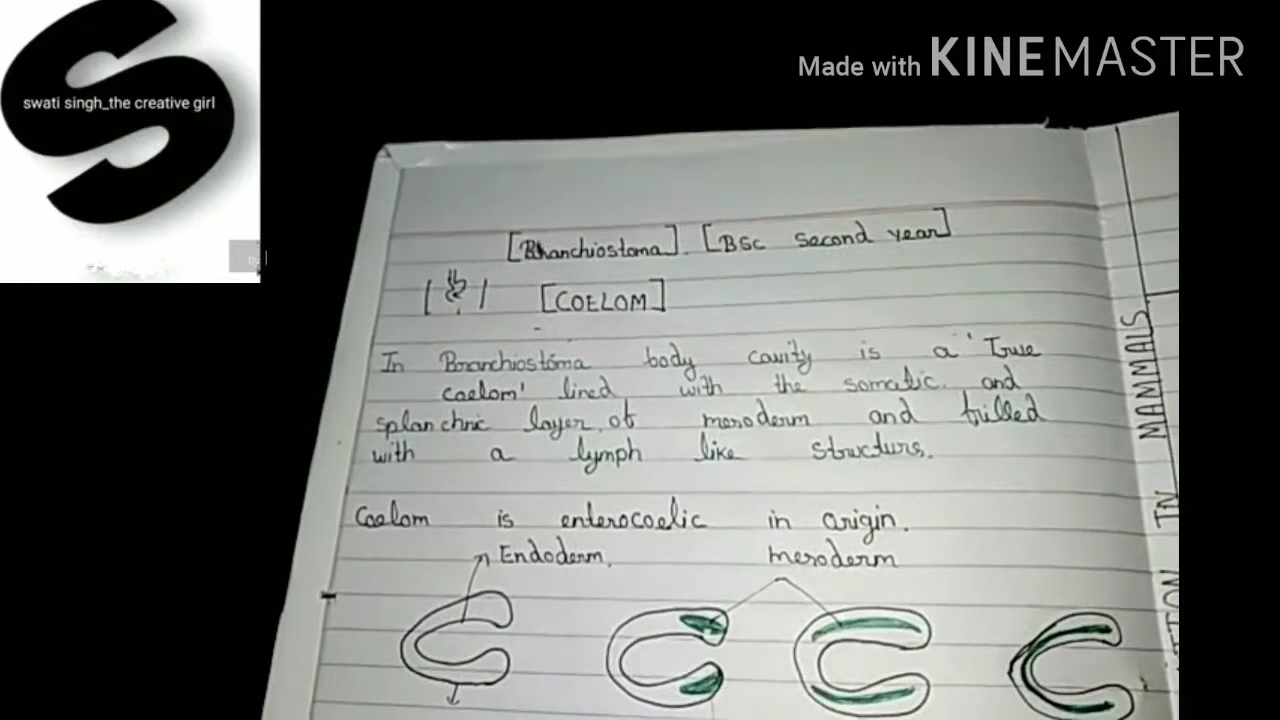 swati singh_the creative girl
Made with KINEMASTER
[Branchiostoma]. [BSc second year]
[COELOM]
In Branchiostoma body cavity is a 'True
coelom' lined with the somatic. and
splanchnic layer of mesoderm and filled
with a lymph like structurs.
Coelom is enterocoelic in origin.
Endoderm. mesoderm
IN MAMMALS